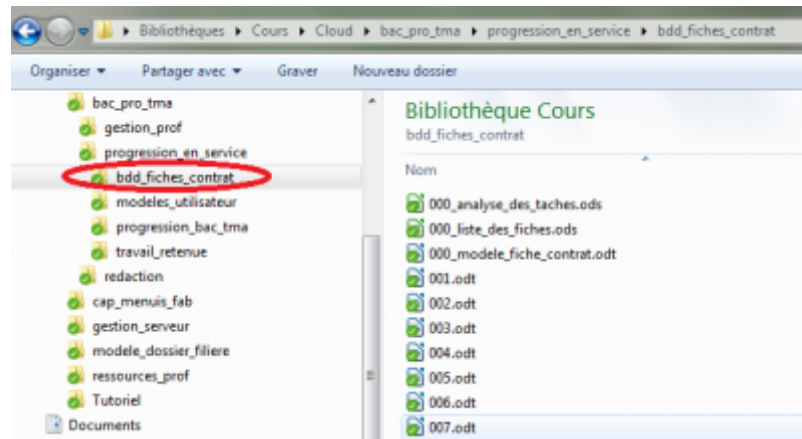 Bibliothèques ▸ Cours ▸ Cloud ▸ bac_pro_tma ▸ progression_en_service ▸ bdd_fiches_contrat
Organiser Partager avec Graver Nouveau dossier
bac_pro_tma
gestion_prof
progression_en_service
bdd_fiches_contrat
modeles_utilisateur
progression_bac_tma
travail_retenue
redaction
cap_menuis_fab
gestion_serveur
modele_dossier_filiere
ressources_prof
Tutoriel
Documents
Bibliothèque Cours
bdd_fiches_contrat
Nom
000_analyse_des_taches.ods
000_liste_des_fiches.ods
000_modele_fiche_contrat.odt
001.odt
002.odt
003.odt
004.odt
005.odt
006.odt
007.odt